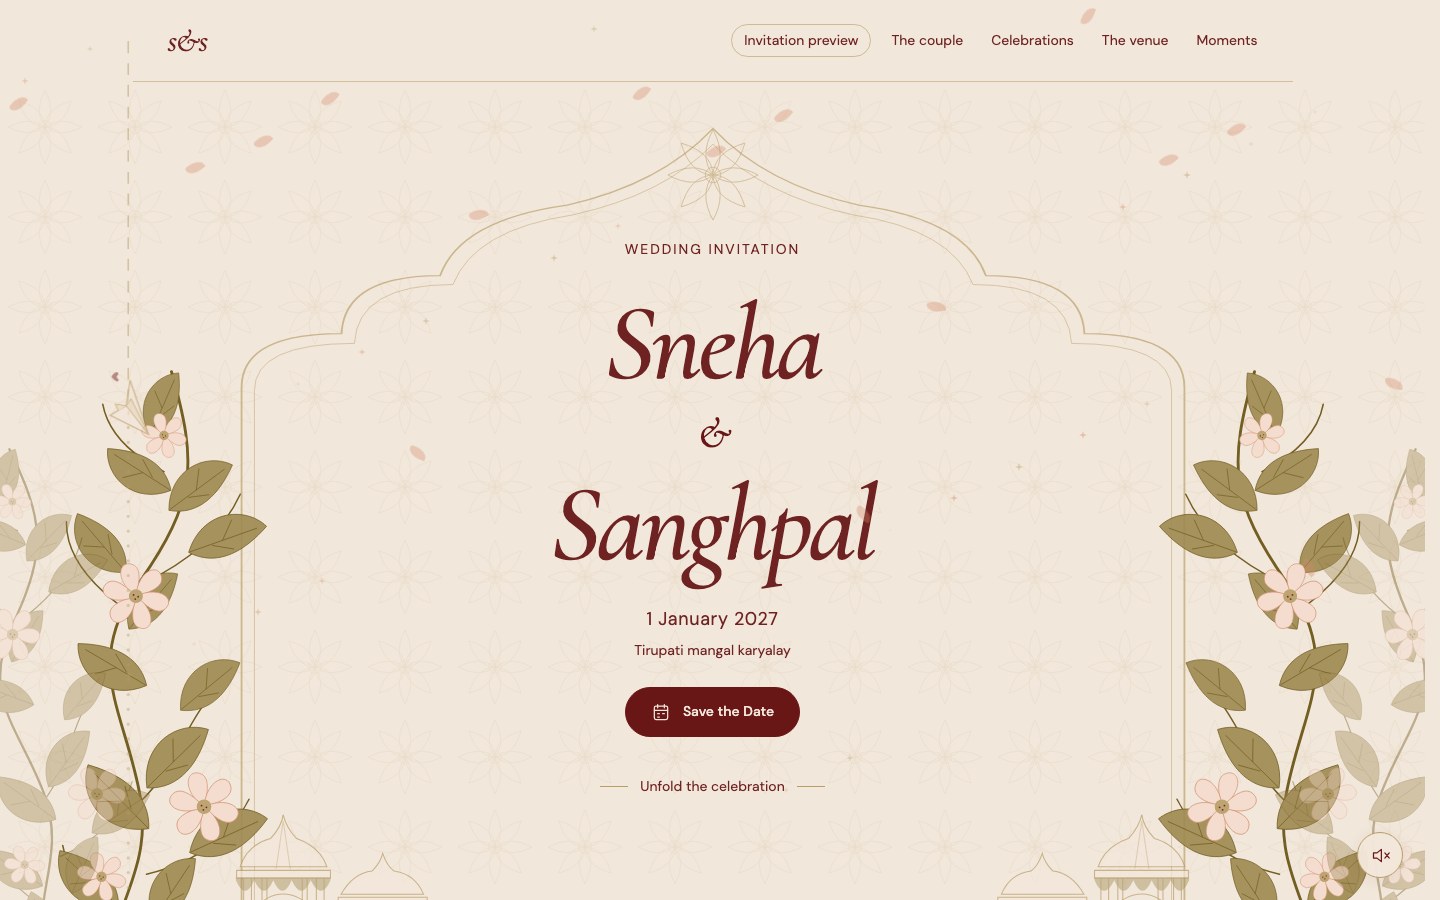 s&s
Invitation preview
The couple
Celebrations
The venue
Moments
WEDDING INVITATION
Sneha
&
Sanghpal
1 January 2027
Tirupati mangal karyalay
Save the Date
Unfold the celebration